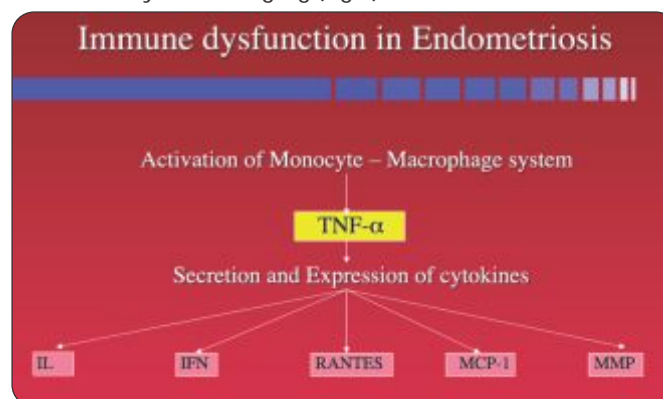 Immune dysfunction in Endometriosis
Activation of Monocyte – Macrophage system
TNF-α
Secretion and Expression of cytokines
IL IFN RANTES MCP-1 MMP